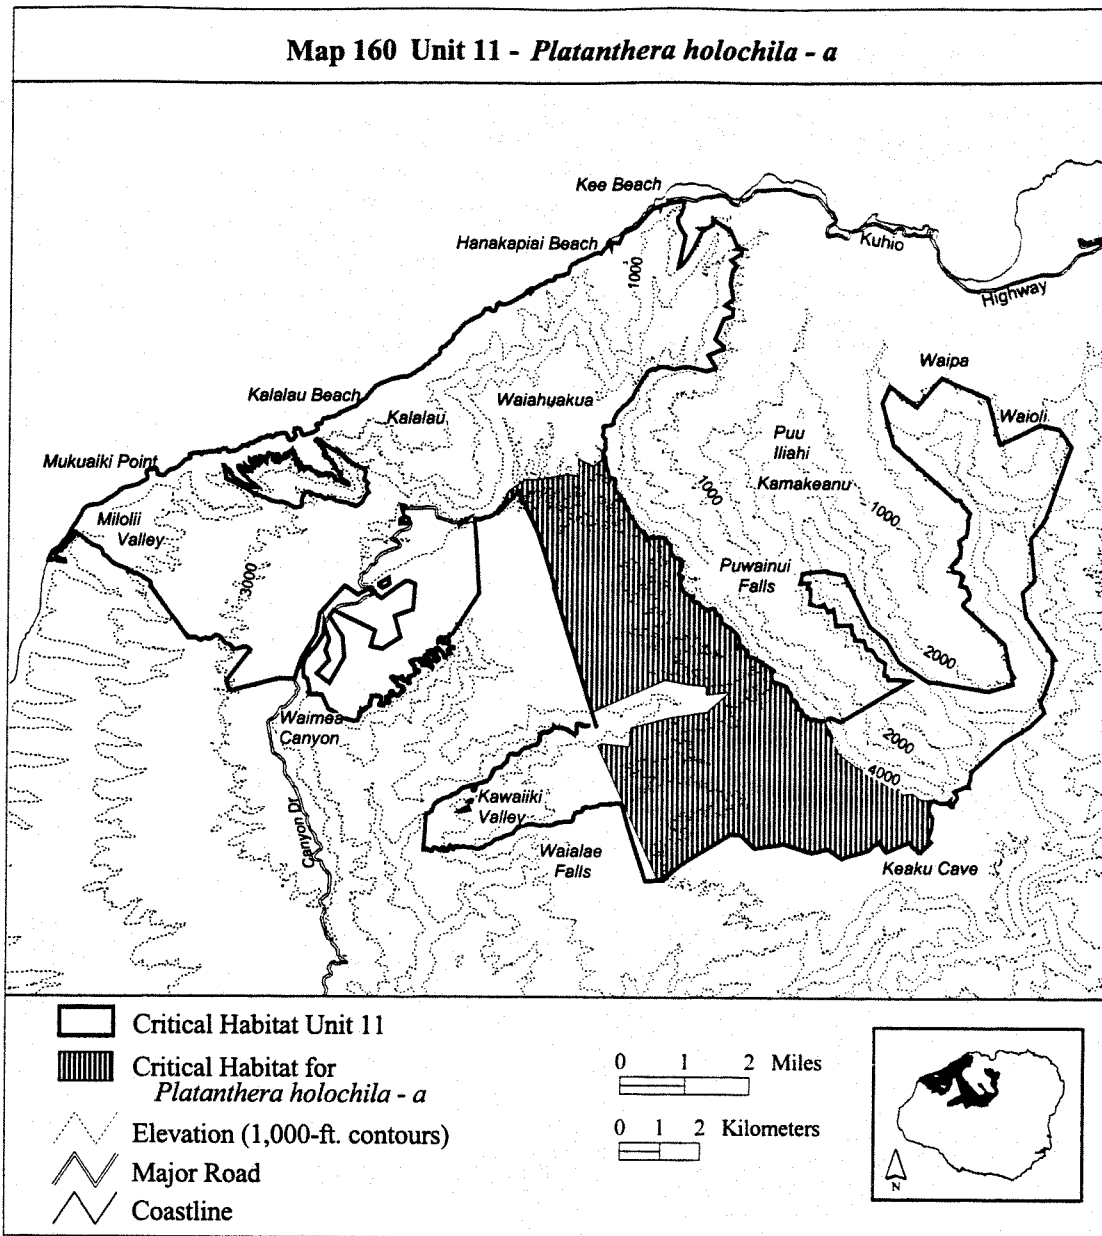 Map 160 Unit 11 - Platanthera holochila - a
Kee Beach
Hanakapiai Beach
Kuhio
Highway
1000
Waipa
Kalalau Beach
Waiahuakua
Kalalau
Waioli
Puu
Iliahi
Mukuaiki Point
Kamakeanu
1000
1000
Milolii
Valley
3000
Puwainui
Falls
2000
Waimea
Canyon
2000
4000
Kawaiiki
Valley
Canyon Dr
Waialae
Falls
Keaku Cave
Critical Habitat Unit 11
Critical Habitat for
Platanthera holochila - a
Elevation (1,000-ft. contours)
Major Road
Coastline
0 1 2 Miles
0 1 2 Kilometers
N